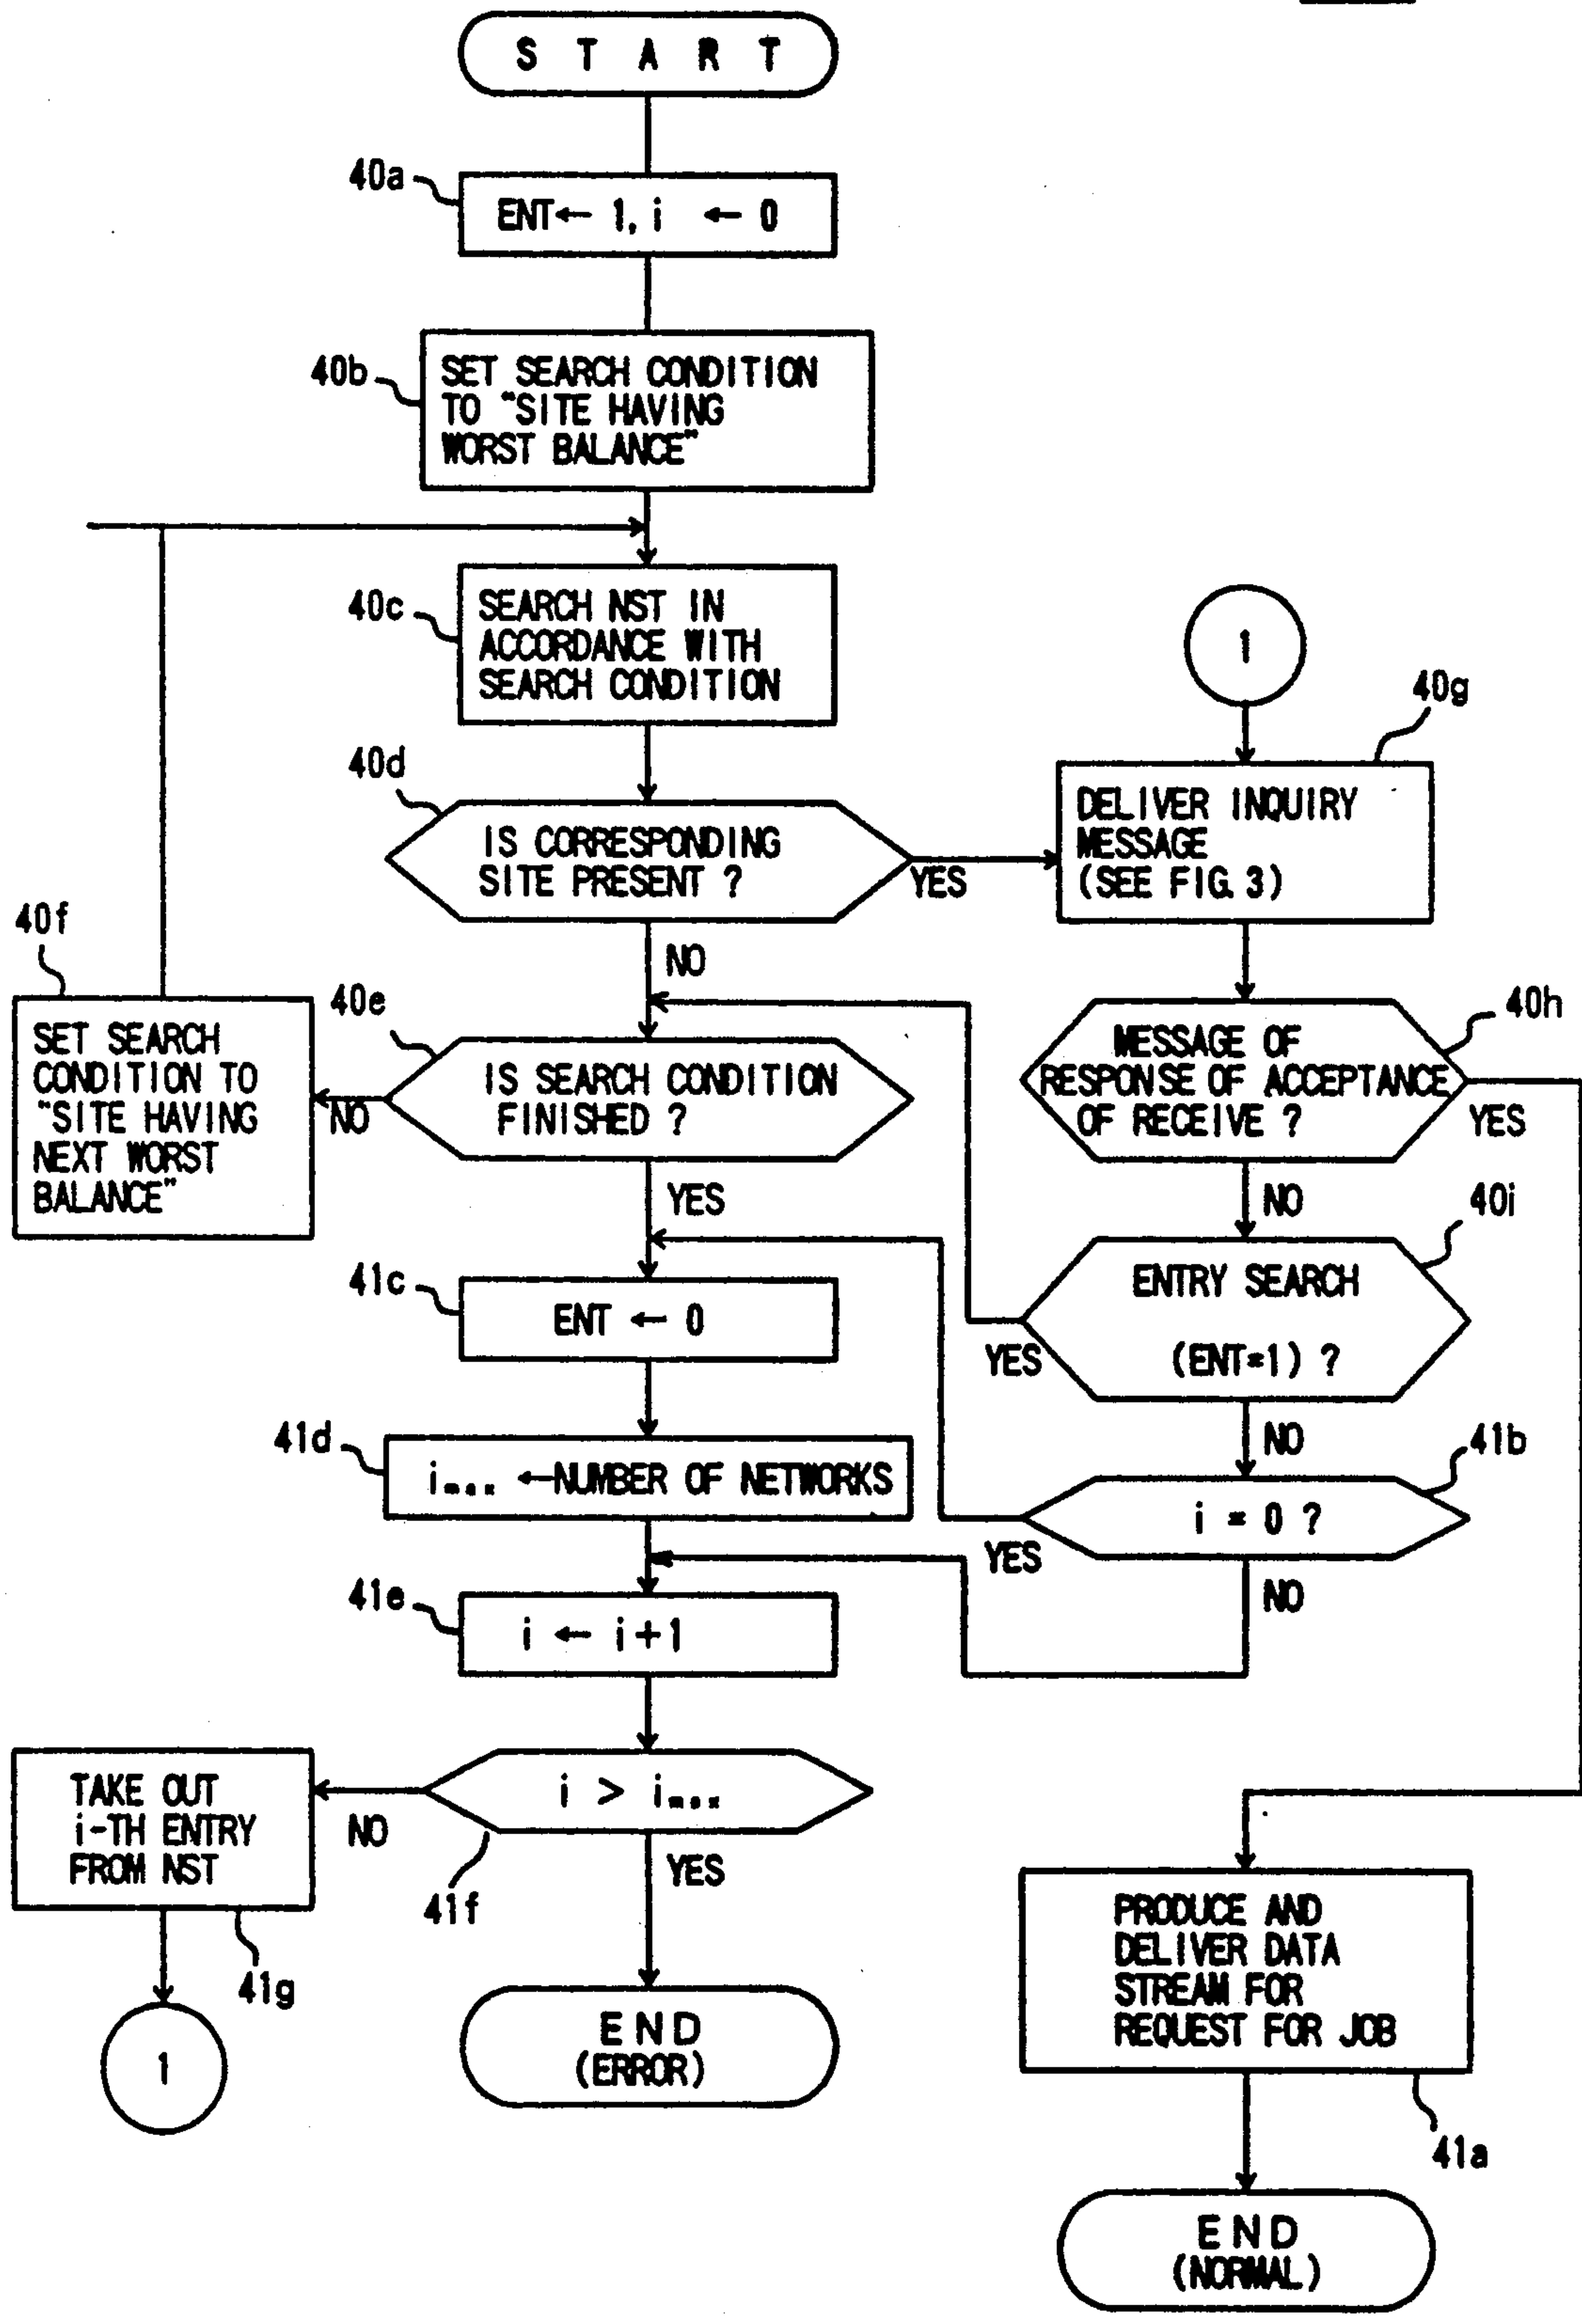 S T A R T
40a
ENT← 1, i ← 0
40b
SET SEARCH CONDITION
TO "SITE HAVING
WORST BALANCE"
40c
SEARCH NST IN
ACCORDANCE WITH
SEARCH CONDITION
1
40g
40d
IS CORRESPONDING
SITE PRESENT ?
YES
DELIVER INQUIRY
MESSAGE
(SEE FIG. 3)
NO
40f
SET SEARCH
CONDITION TO
"SITE HAVING
NEXT WORST
BALANCE"
40e
IS SEARCH CONDITION
FINISHED ?
NO
YES
40h
MESSAGE OF
RESPONSE OF ACCEPTANCE
OF RECEIVE ?
YES
NO
40i
ENTRY SEARCH
(ENT=1) ?
YES
NO
41c
ENT ← 0
41d
imax ←NUMBER OF NETWORKS
41b
i = 0 ?
YES
NO
41e
i ← i+1
TAKE OUT
i-TH ENTRY
FROM NST
41g
1
NO
i > imax
41f
YES
END
(ERROR)
PRODUCE AND
DELIVER DATA
STREAM FOR
REQUEST FOR JOB
41a
END
(NORMAL)